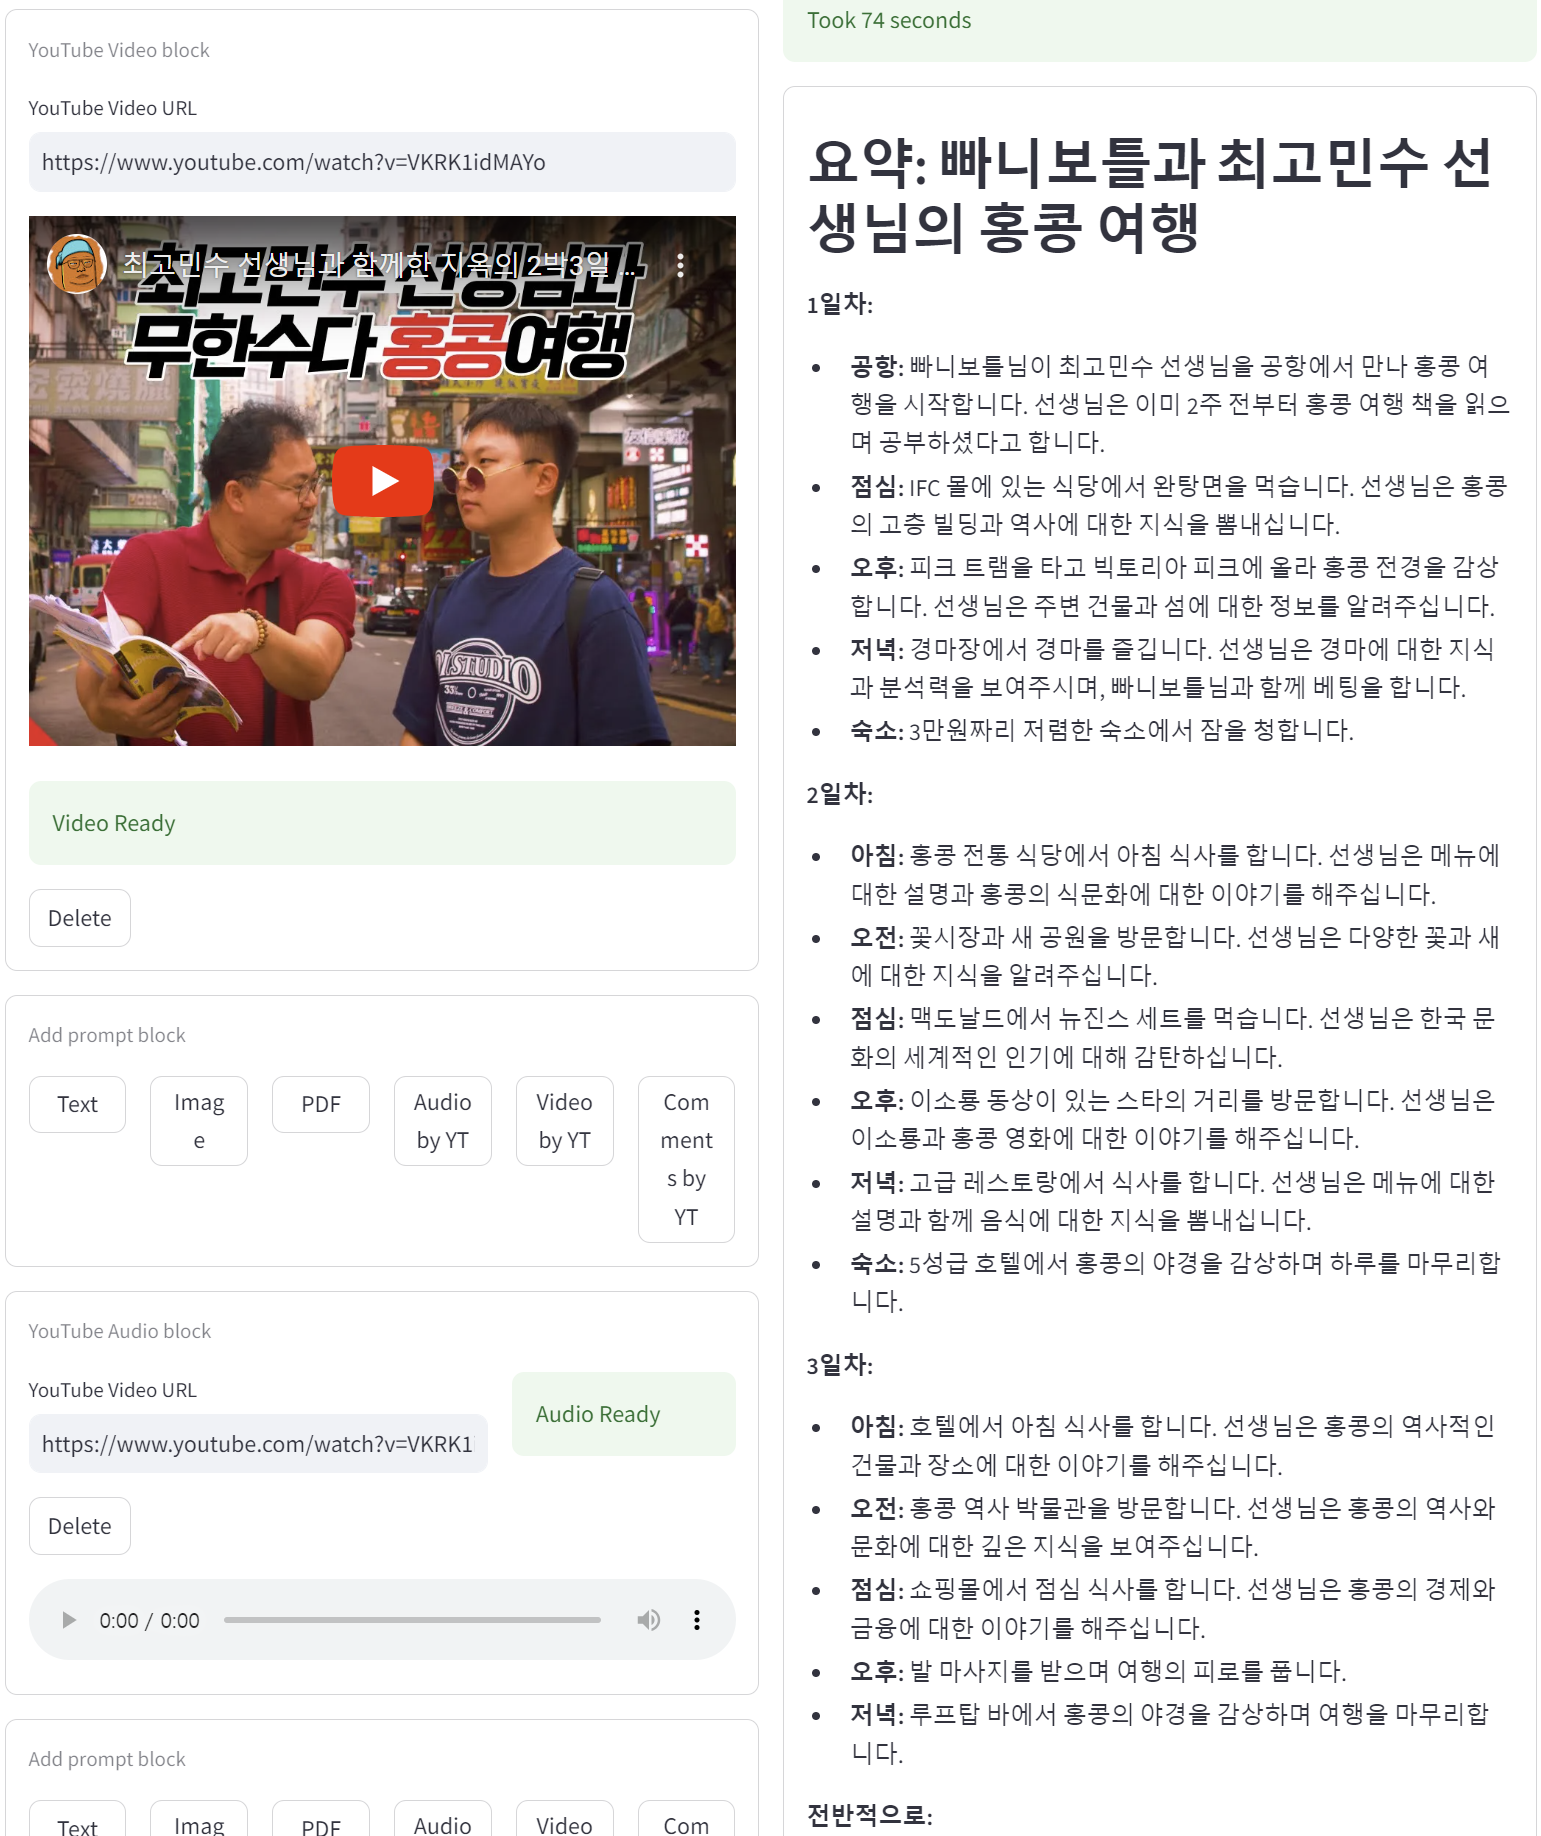 YouTube Video block
YouTube Video URL
https://www.youtube.com/watch?v=VKRK1idMAYo
최고민수 선생님과 함께한 지옥의 2박3일 ...
최고민수 선생님과
무한수다 홍콩여행
V.STUDIO
33⅓
Video Ready
Delete
Add prompt block
Text
Imag
e
PDF
Audio
by YT
Video
by YT
Com
ment
s by
YT
YouTube Audio block
YouTube Video URL
https://www.youtube.com/watch?v=VKRK1
Audio Ready
Delete
0:00 / 0:00
Add prompt block
Text
Imag
PDF
Audio
Video
Com
Took 74 seconds
요약: 빠니보틀과 최고민수 선
생님의 홍콩 여행
1일차:
공항: 빠니보틀님이 최고민수 선생님을 공항에서 만나 홍콩 여
행을 시작합니다. 선생님은 이미 2주 전부터 홍콩 여행 책을 읽으
며 공부하셨다고 합니다.
점심: IFC 몰에 있는 식당에서 완탕면을 먹습니다. 선생님은 홍콩
의 고층 빌딩과 역사에 대한 지식을 뽐내십니다.
오후: 피크 트램을 타고 빅토리아 피크에 올라 홍콩 전경을 감상
합니다. 선생님은 주변 건물과 섬에 대한 정보를 알려주십니다.
저녁: 경마장에서 경마를 즐깁니다. 선생님은 경마에 대한 지식
과 분석력을 보여주시며, 빠니보틀님과 함께 베팅을 합니다.
숙소: 3만원짜리 저렴한 숙소에서 잠을 청합니다.
2일차:
아침: 홍콩 전통 식당에서 아침 식사를 합니다. 선생님은 메뉴에
대한 설명과 홍콩의 식문화에 대한 이야기를 해주십니다.
오전: 꽃시장과 새 공원을 방문합니다. 선생님은 다양한 꽃과 새
에 대한 지식을 알려주십니다.
점심: 맥도날드에서 뉴진스 세트를 먹습니다. 선생님은 한국 문
화의 세계적인 인기에 대해 감탄하십니다.
오후: 이소룡 동상이 있는 스타의 거리를 방문합니다. 선생님은
이소룡과 홍콩 영화에 대한 이야기를 해주십니다.
저녁: 고급 레스토랑에서 식사를 합니다. 선생님은 메뉴에 대한
설명과 함께 음식에 대한 지식을 뽐내십니다.
숙소: 5성급 호텔에서 홍콩의 야경을 감상하며 하루를 마무리합
니다.
3일차:
아침: 호텔에서 아침 식사를 합니다. 선생님은 홍콩의 역사적인
건물과 장소에 대한 이야기를 해주십니다.
오전: 홍콩 역사 박물관을 방문합니다. 선생님은 홍콩의 역사와
문화에 대한 깊은 지식을 보여주십니다.
점심: 쇼핑몰에서 점심 식사를 합니다. 선생님은 홍콩의 경제와
금융에 대한 이야기를 해주십니다.
오후: 발 마사지를 받으며 여행의 피로를 풉니다.
저녁: 루프탑 바에서 홍콩의 야경을 감상하며 여행을 마무리합
니다.
전반적으로: